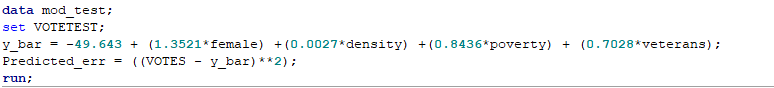 data mod_test;
set VOTETEST;
y_bar = -49.643 + (1.3521*female) +(0.0027*density) +(0.8436*poverty) + (0.7028*veterans);
Predicted_err = ((VOTES - y_bar)**2);
run;